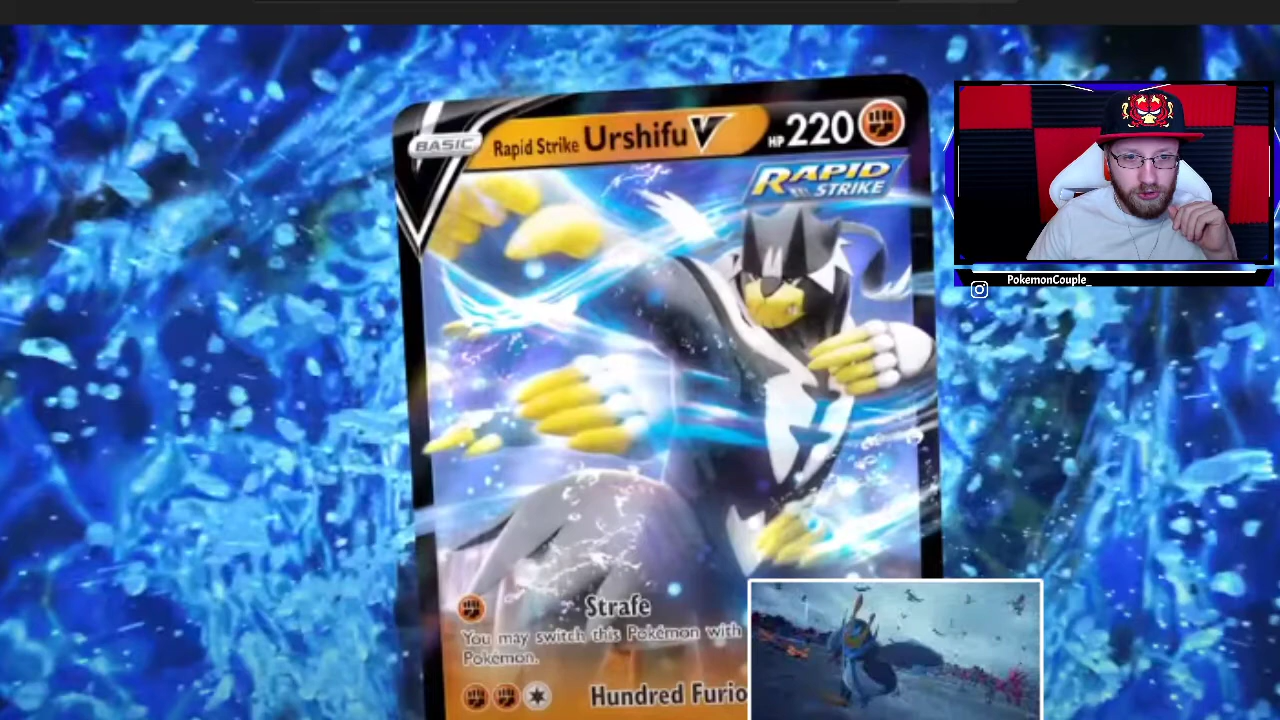 BASIC Rapid Strike Urshifu V HP 220
RAPID
STRIKE
PokemonCouple_
Strafe
You may switch this Pokémon with
Pokémon.
Hundred Furio